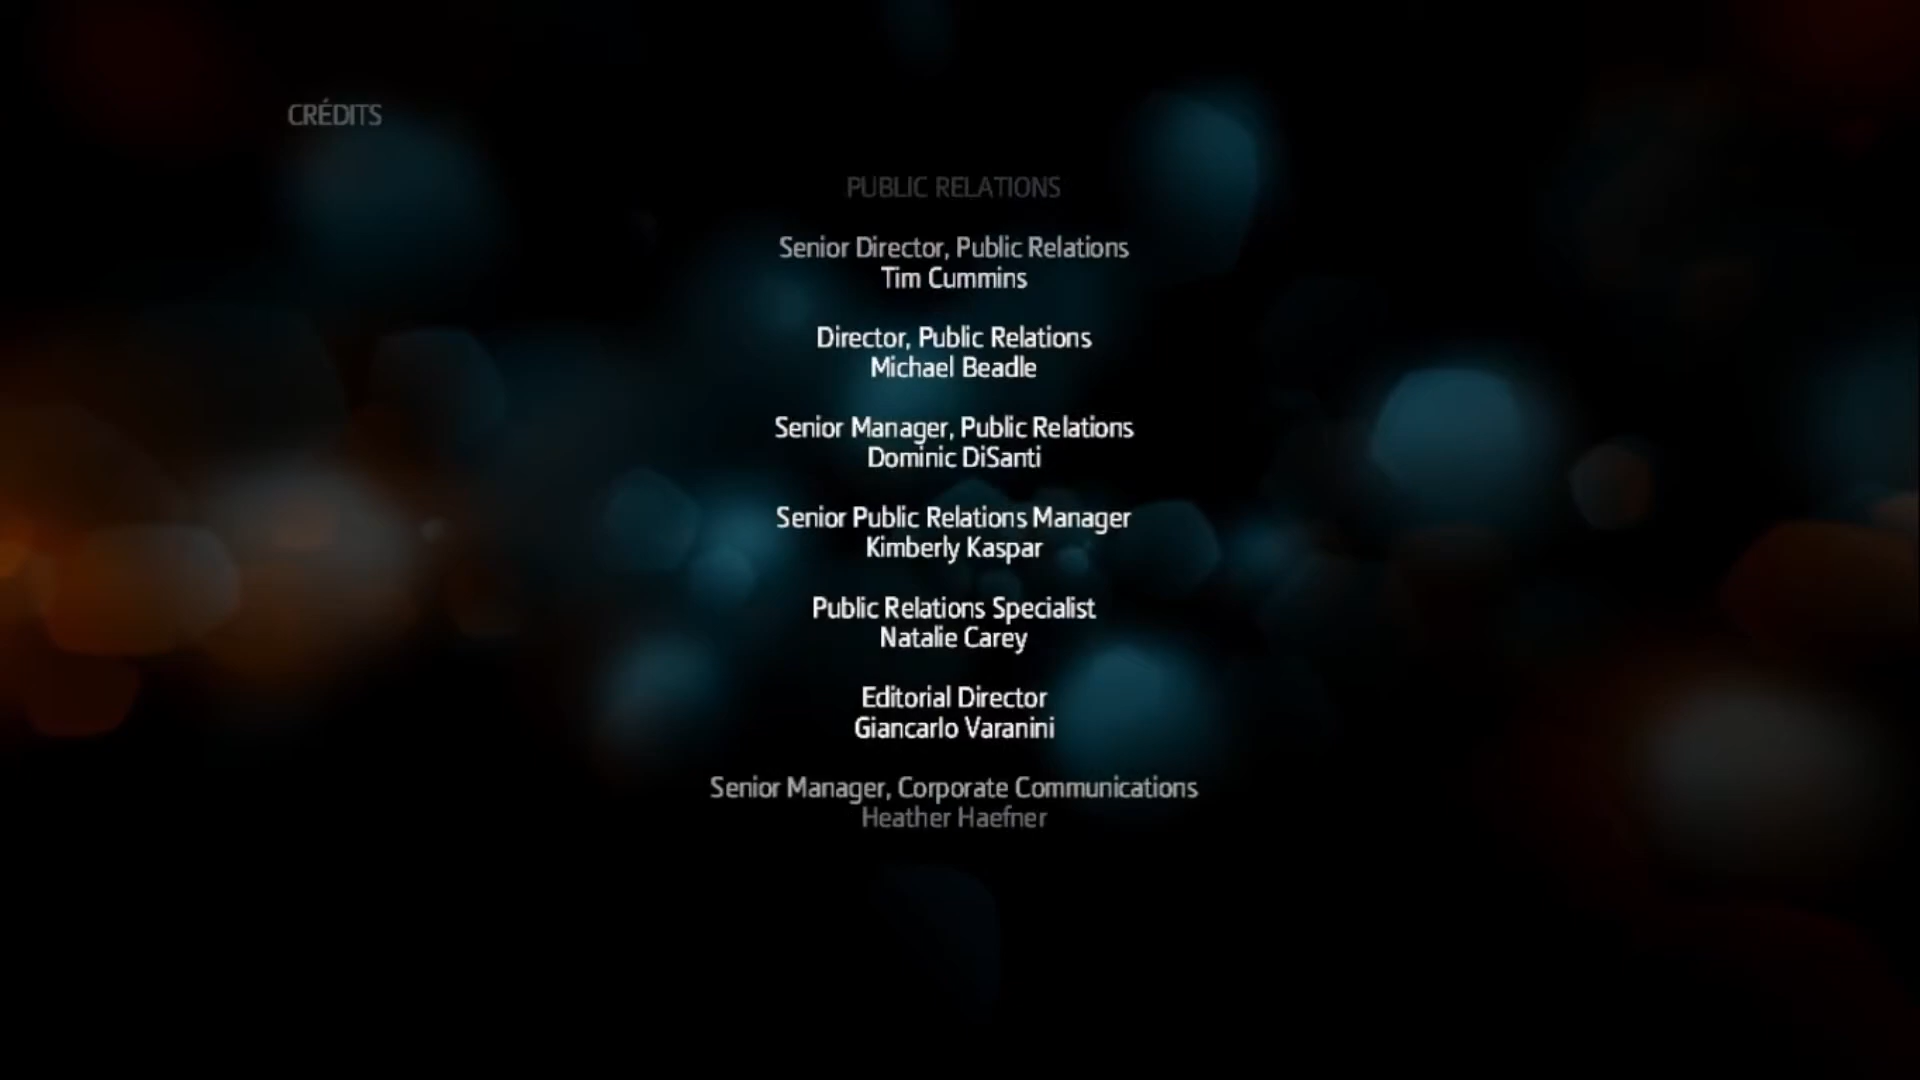 CRÉDITS
PUBLIC RELATIONS
Senior Director, Public Relations
Tim Cummins
Director, Public Relations
Michael Beadle
Senior Manager, Public Relations
Dominic DiSanti
Senior Public Relations Manager
Kimberly Kaspar
Public Relations Specialist
Natalie Carey
Editorial Director
Giancarlo Varanini
Senior Manager, Corporate Communications
Heather Haefner